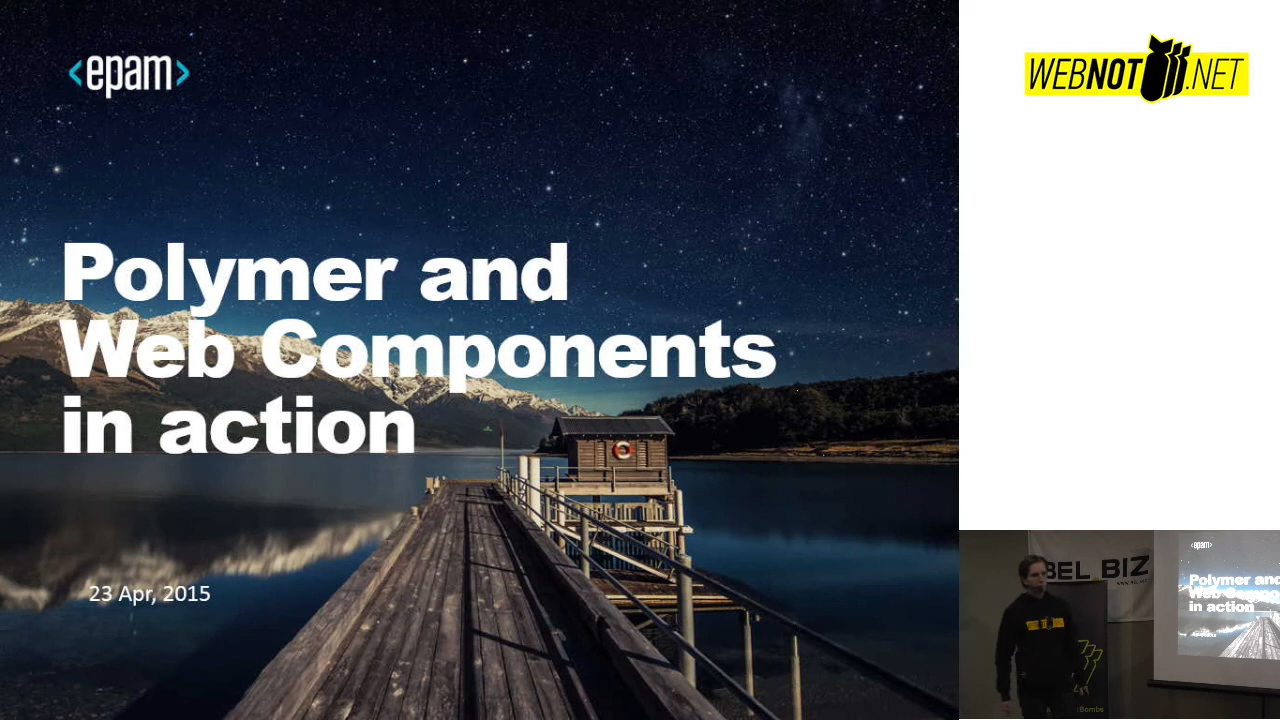 <epam>
Polymer and
Web Components
in action
23 Apr, 2015
WEBNOT.NET
BEL BIZ
<epam>
Polymer and
in action
Bombs